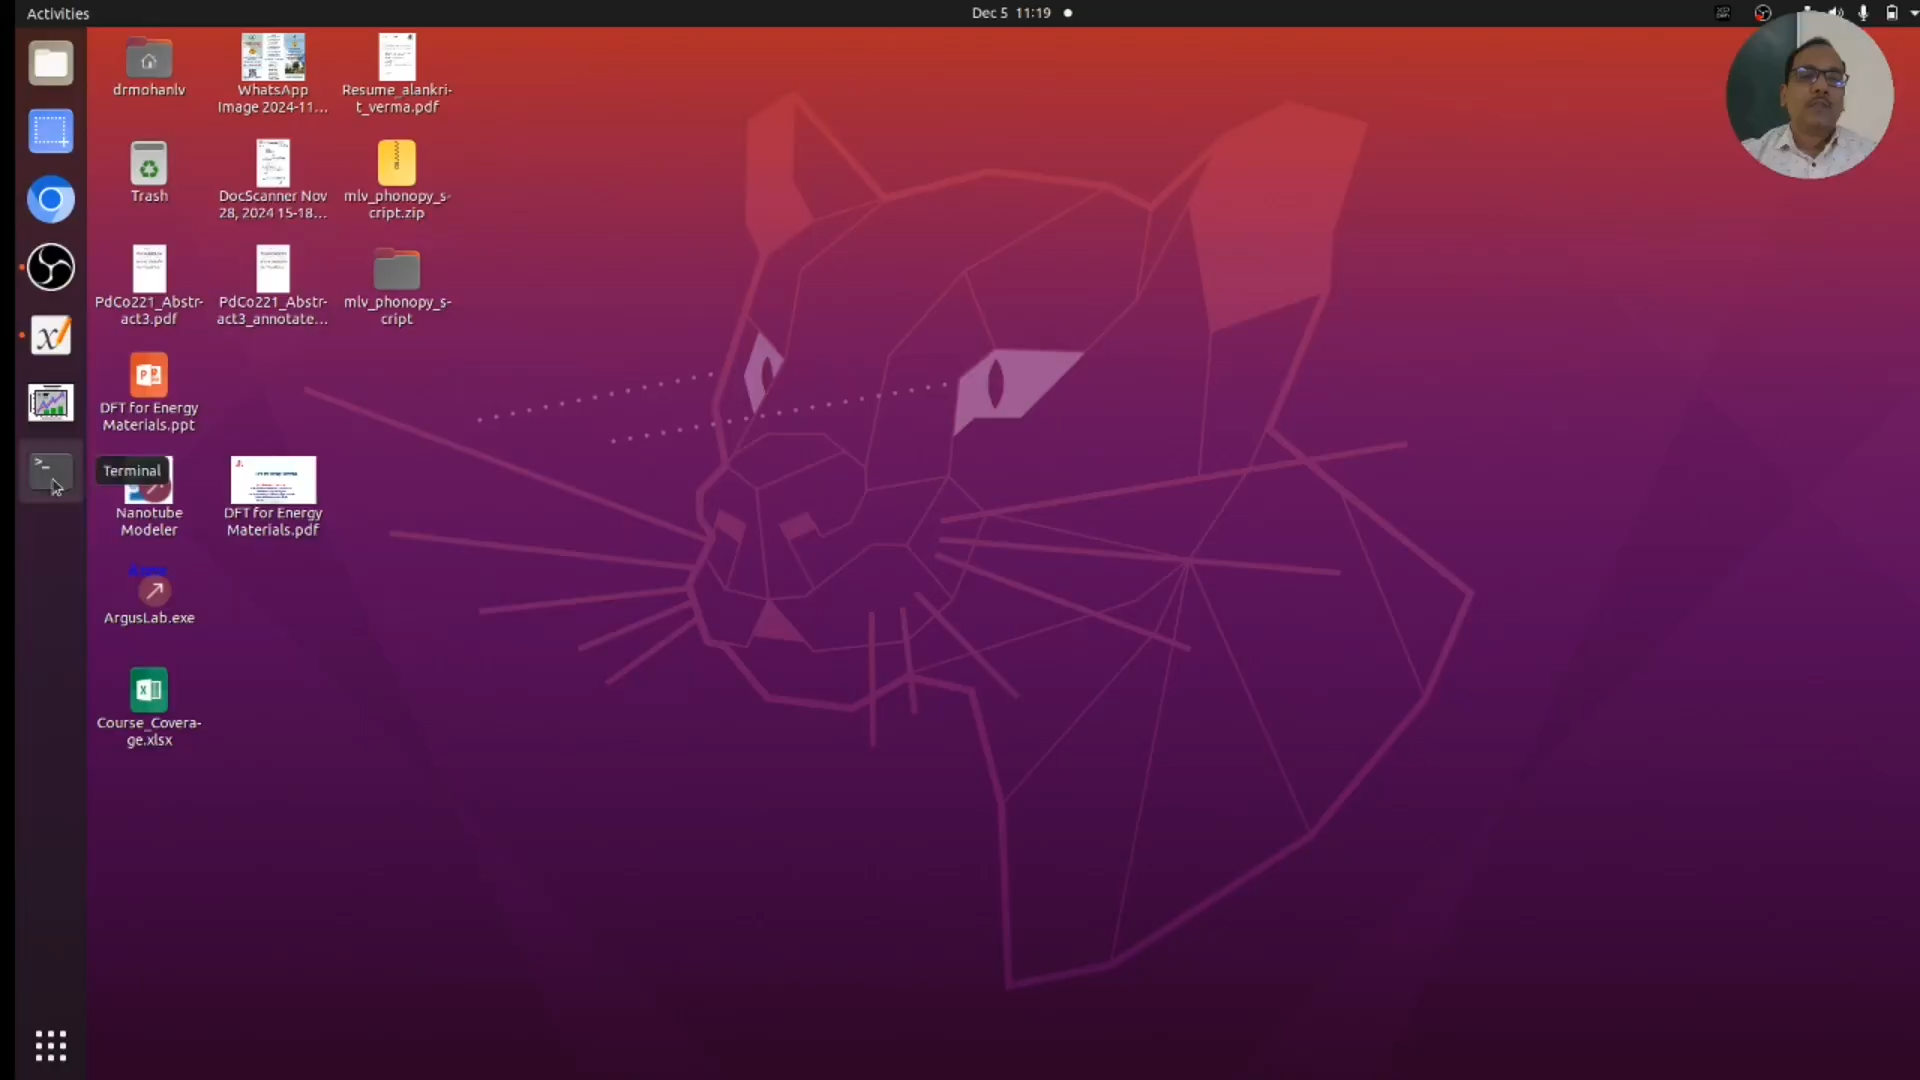 Activities
Dec 5 11:19
drmohanlv
WhatsApp
Image 2024-11...
Resume_alankri-
t_verma.pdf
Trash
DocScanner Nov
28, 2024 15-18...
mlv_phonopy_s-
cript.zip
PdCo221_Abstr-
act3.pdf
PdCo221_Abstr-
act3_annotate...
mlv_phonopy_s-
cript
DFT for Energy
Materials.ppt
Terminal
Nanotube
Modeler
DFT for Energy
Materials.pdf
ArgusLab.exe
Course_Covera-
ge.xlsx